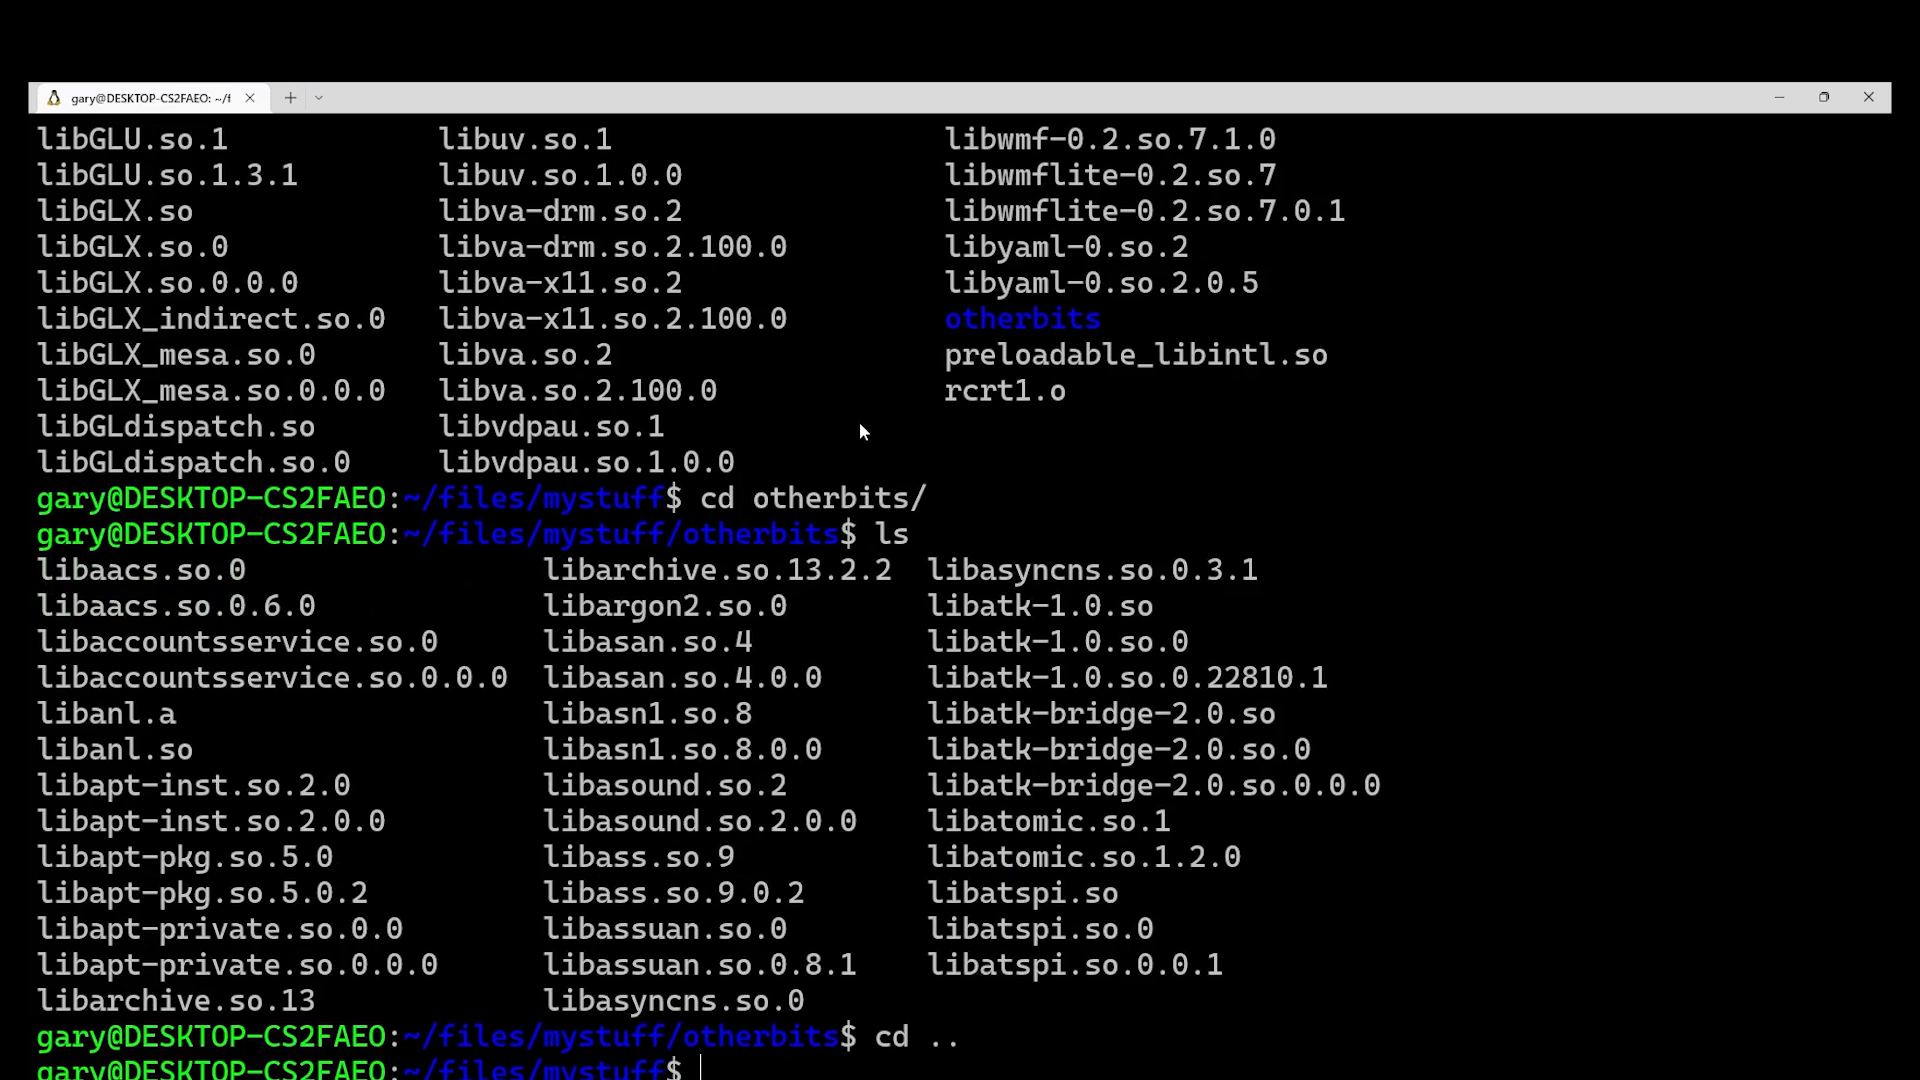 gary@DESKTOP-CS2FAEO: ~/f
libGLU.so.1 libuv.so.1 libwmf-0.2.so.7.1.0
libGLU.so.1.3.1 libuv.so.1.0.0 libwmflite-0.2.so.7
libGLX.so libva-drm.so.2 libwmflite-0.2.so.7.0.1
libGLX.so.0 libva-drm.so.2.100.0 libyaml-0.so.2
libGLX.so.0.0.0 libva-x11.so.2 libyaml-0.so.2.0.5
libGLX_indirect.so.0 libva-x11.so.2.100.0 otherbits
libGLX_mesa.so.0 libva.so.2 preloadable_libintl.so
libGLX_mesa.so.0.0.0 libva.so.2.100.0 rcrt1.o
libGLdispatch.so libvdpau.so.1
libGLdispatch.so.0 libvdpau.so.1.0.0
gary@DESKTOP-CS2FAEO:~/files/mystuff$ cd otherbits/
gary@DESKTOP-CS2FAEO:~/files/mystuff/otherbits$ ls
libaacs.so.0 libarchive.so.13.2.2 libasyncns.so.0.3.1
libaacs.so.0.6.0 libargon2.so.0 libatk-1.0.so
libaccountsservice.so.0 libasan.so.4 libatk-1.0.so.0
libaccountsservice.so.0.0.0 libasan.so.4.0.0 libatk-1.0.so.0.22810.1
libanl.a libasn1.so.8 libatk-bridge-2.0.so
libanl.so libasn1.so.8.0.0 libatk-bridge-2.0.so.0
libapt-inst.so.2.0 libasound.so.2 libatk-bridge-2.0.so.0.0.0
libapt-inst.so.2.0.0 libasound.so.2.0.0 libatomic.so.1
libapt-pkg.so.5.0 libass.so.9 libatomic.so.1.2.0
libapt-pkg.so.5.0.2 libass.so.9.0.2 libatspi.so
libapt-private.so.0.0 libassuan.so.0 libatspi.so.0
libapt-private.so.0.0.0 libassuan.so.0.8.1 libatspi.so.0.0.1
libarchive.so.13 libasyncns.so.0
gary@DESKTOP-CS2FAEO:~/files/mystuff/otherbits$ cd ..
gary@DESKTOP-CS2FAEO:~/files/mystuff$